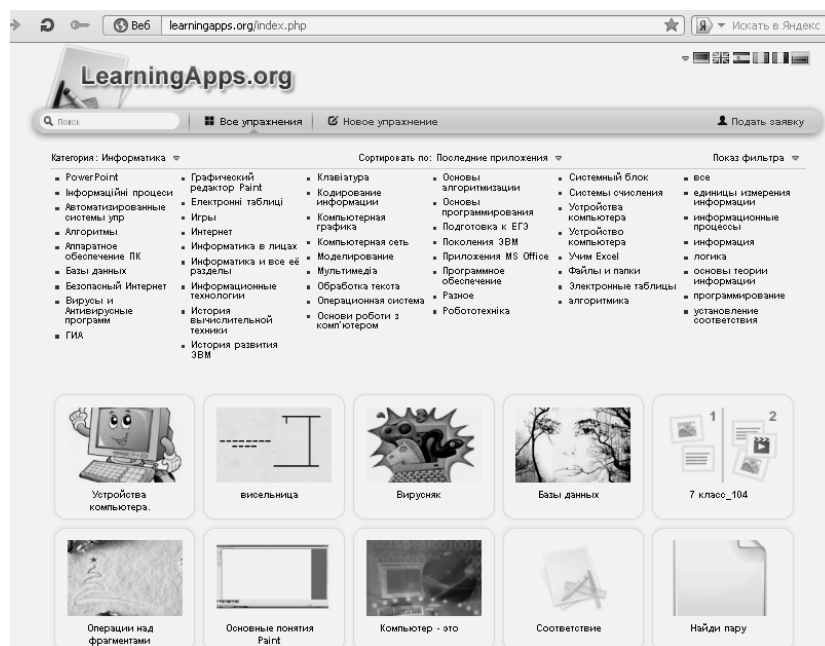 Веб
learningapps.org/index.php
Я
Искать в Яндекс
LearningApps.org
Поиск
Все упражнения
Новое упражнение
Подать заявку
Категория: Информатика
Сортировать по: Последние приложения
Показ фильтра
PowerPoint
Інформаційні процеси
Автоматизированные
системы упр
Алгоритмы
Аппаратное
обеспечение ПК
Базы данных
Безопасный Интернет
Вирусы и
Антивирусные
программ
ГИА
Графический
редактор Paint
Електронні таблиці
Игры
Интернет
Информатика в лицах
Информатика и все её
разделы
Информационные
технологии
История
вычислительной
техники
История развития
ЭВМ
Клавіатура
Кодирование
информации
Компьютерная
графика
Компьютерная сеть
Моделирование
Мультимедіа
Обработка текста
Операционная система
Основи роботи з
комп'ютером
Основы
алгоритмизации
Основы
программирования
Подготовка к ЕГЭ
Поколения ЭВМ
Приложения MS Office
Программное
обеспечение
Разное
Робототехніка
Системный блок
Системы счисления
Устройства
компьютера
Устройство
компьютера
Учим Excel
Файлы и папки
Электронные таблицы
алгоритмика
все
единицы измерения
информации
информационные
процессы
информация
логика
основы теории
информации
программирование
установление
соответствия
Устройства
компьютера.
висельница
Вирусняк
Базы данных
1
2
7 класс_104
Операции над
фрагментами
Основные понятия
Paint
Компьютер - это
Соответствие
Найди пару